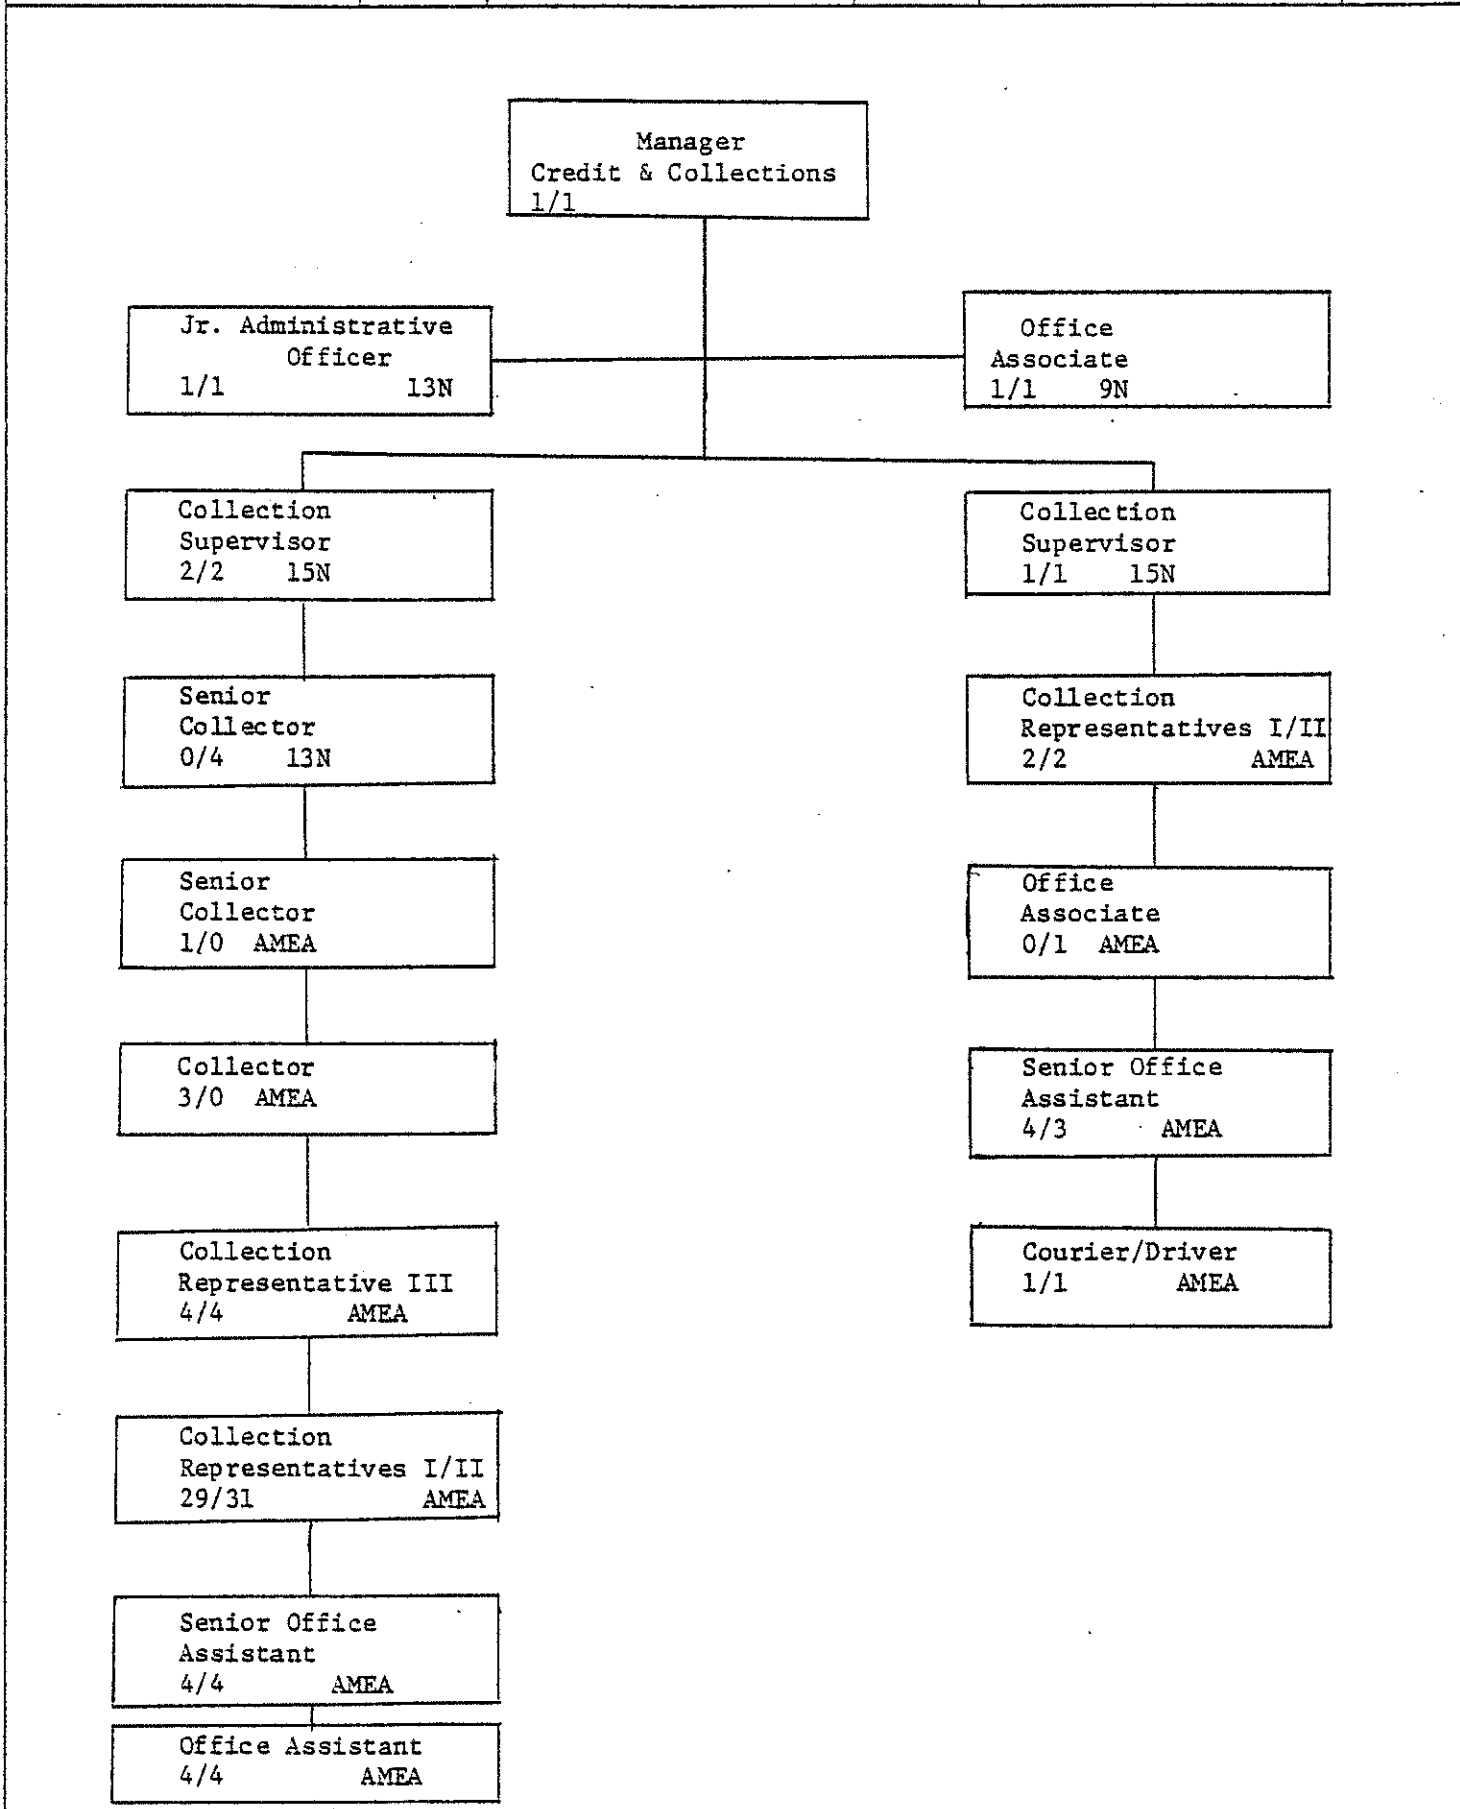 Manager
Credit & Collections
1/1
Jr. Administrative
Officer
1/1 13N
Office
Associate
1/1 9N
Collection
Supervisor
2/2 15N
Senior
Collector
0/4 13N
Senior
Collector
1/0 AMEA
Collector
3/0 AMEA
Collection
Representative III
4/4 AMEA
Collection
Representatives I/II
29/31 AMEA
Senior Office
Assistant
4/4 AMEA
Office Assistant
4/4 AMEA
Collection
Supervisor
1/1 15N
Collection
Representatives I/II
2/2 AMEA
Office
Associate
0/1 AMEA
Senior Office
Assistant
4/3 AMEA
Courier/Driver
1/1 AMEA